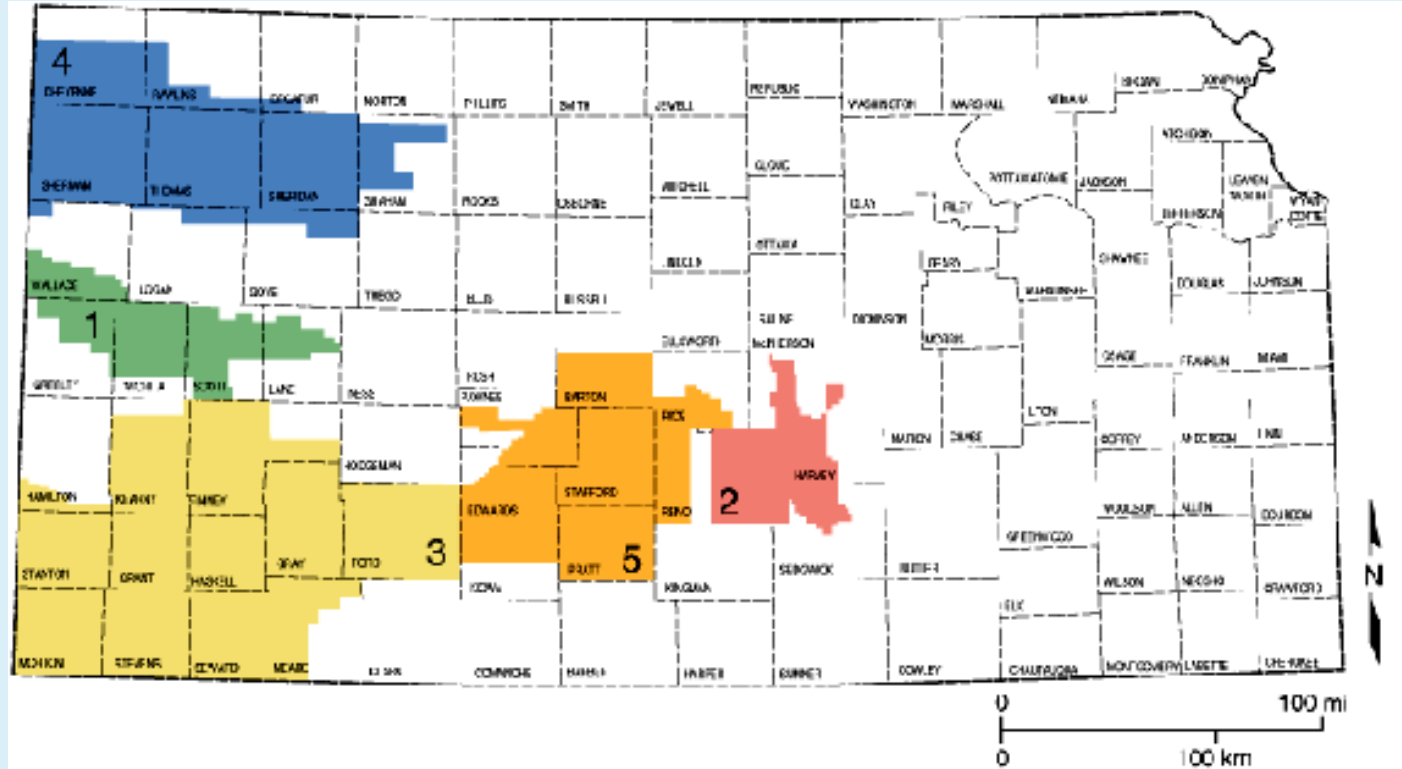 4
CHEYENNE
RAWLINS
DECATUR
NORTON
PHILLIPS
SMITH
JEWELL
REPUBLIC
WASHINGTON
MARSHALL
NEMAHA
BROWN
DONIPHAN
ATCHISON
SHERMAN
THOMAS
SHERIDAN
GRAHAM
ROOKS
OSBORNE
MITCHELL
CLOUD
CLAY
RILEY
POTTAWATOMIE
JACKSON
JEFFERSON
LEAVEN
WORTH
WALLACE
LOGAN
GOVE
TREGO
ELLIS
RUSSELL
LINCOLN
OTTAWA
SALINE
DICKINSON
GEARY
WABAUNSEE
SHAWNEE
DOUGLAS
JOHNSON
1
GREELEY
WICHITA
SCOTT
LANE
NESS
RUSH
PAWNEE
BARTON
ELLSWORTH
RICE
McPHERSON
MARION
MORRIS
CHASE
LYON
OSAGE
FRANKLIN
MIAMI
COFFEY
ANDERSON
LINN
HAMILTON
KEARNY
FINNEY
HODGEMAN
EDWARDS
STAFFORD
RENO
2
HARVEY
WOODSON
ALLEN
BOURBON
STANTON
GRANT
HASKELL
GRAY
FORD
3
KIOWA
PRATT
5
KINGMAN
SEDGWICK
BUTLER
GREENWOOD
ELK
WILSON
NEOSHO
CRAWFORD
MORTON
STEVENS
SEWARD
MEADE
CLARK
COMANCHE
BARBER
HARPER
SUMNER
COWLEY
CHAUTAUQUA
MONTGOMERY
LABETTE
CHEROKEE
N
0
100 mi
0
100 km